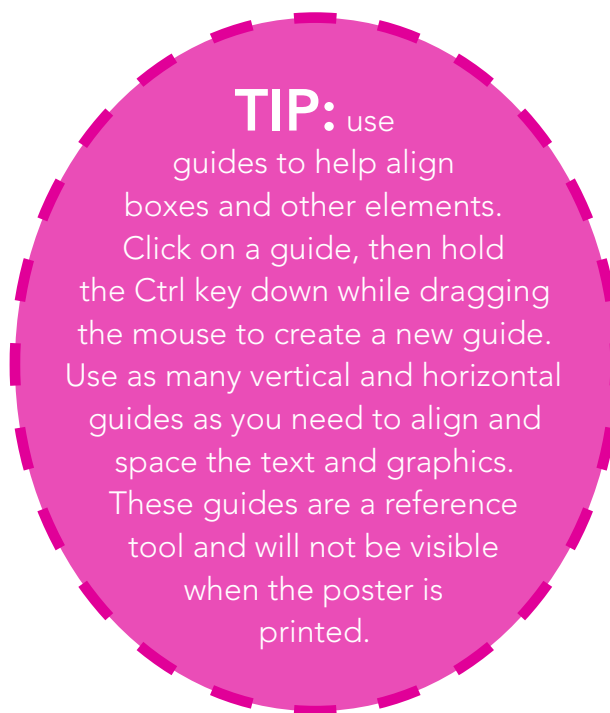 TIP: use
guides to help align
boxes and other elements.
Click on a guide, then hold
the Ctrl key down while dragging
the mouse to create a new guide.
Use as many vertical and horizontal
guides as you need to align and
space the text and graphics.
These guides are a reference
tool and will not be visible
when the poster is
printed.